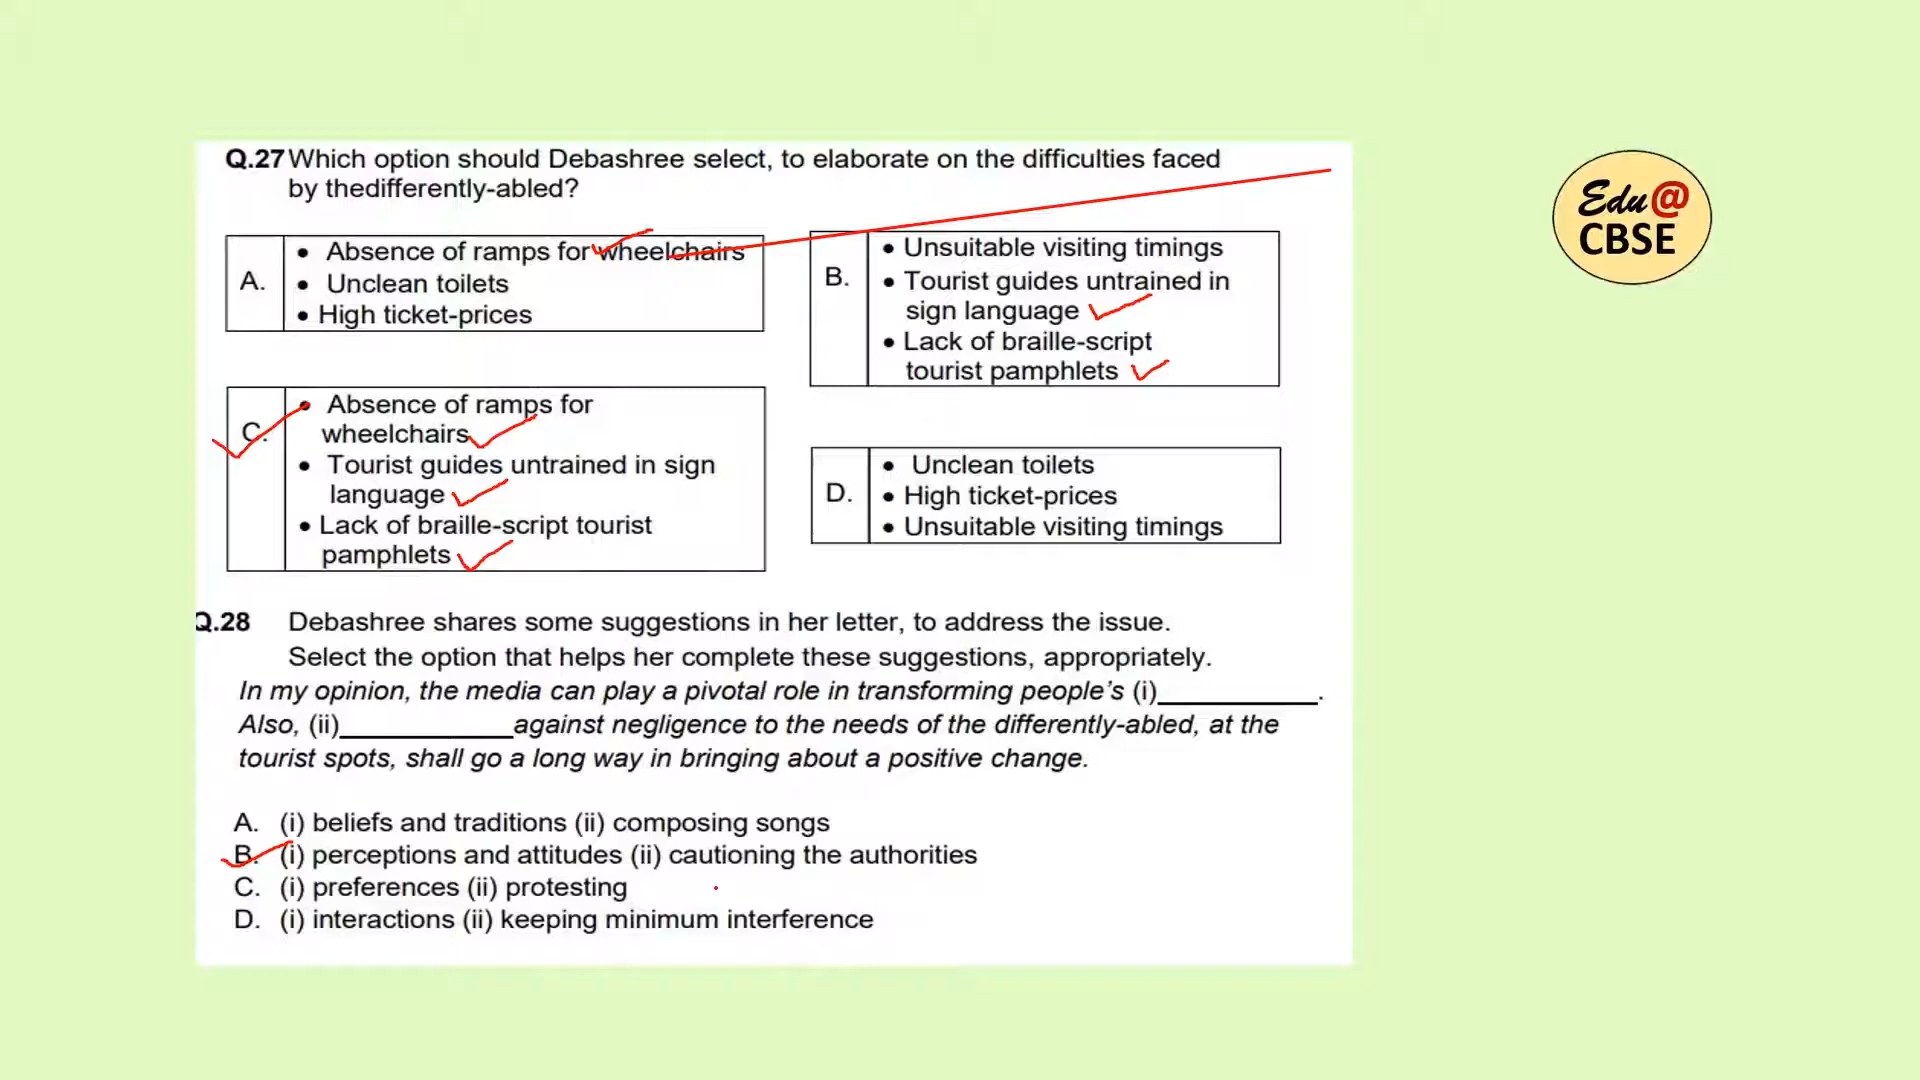 Q.27 Which option should Debashree select, to elaborate on the difficulties faced
by thedifferently-abled?
A.
• Absence of ramps for wheelchairs
• Unclean toilets
• High ticket-prices
B.
• Unsuitable visiting timings
• Tourist guides untrained in
sign language
• Lack of braille-script
tourist pamphlets
C.
• Absence of ramps for
wheelchairs
• Tourist guides untrained in sign
language
• Lack of braille-script tourist
pamphlets
D.
• Unclean toilets
• High ticket-prices
• Unsuitable visiting timings
Q.28 Debashree shares some suggestions in her letter, to address the issue.
Select the option that helps her complete these suggestions, appropriately.
In my opinion, the media can play a pivotal role in transforming people's (i)___________.
Also, (ii)____________against negligence to the needs of the differently-abled, at the
tourist spots, shall go a long way in bringing about a positive change.
A. (i) beliefs and traditions (ii) composing songs
B. (i) perceptions and attitudes (ii) cautioning the authorities
C. (i) preferences (ii) protesting
D. (i) interactions (ii) keeping minimum interference
Edu@
CBSE